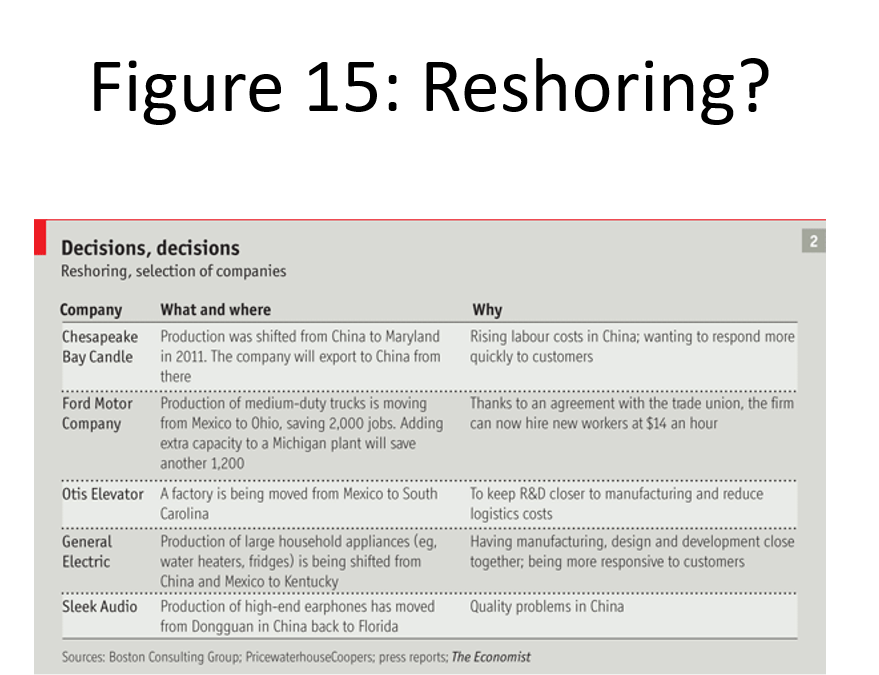 Figure 15: Reshoring?
2
Decisions, decisions
Reshoring, selection of companies
Company What and where Why
Chesapeake Production was shifted from China to Maryland Rising labour costs in China; wanting to respond more
Bay Candle in 2011. The company will export to China from quickly to customers
there
Ford Motor Production of medium-duty trucks is moving Thanks to an agreement with the trade union, the firm
Company from Mexico to Ohio, saving 2,000 jobs. Adding can now hire new workers at $14 an hour
extra capacity to a Michigan plant will save
another 1,200
Otis Elevator A factory is being moved from Mexico to South To keep R&D closer to manufacturing and reduce
Carolina logistics costs
General Production of large household appliances (eg, Having manufacturing, design and development close
Electric water heaters, fridges) is being shifted from together; being more responsive to customers
China and Mexico to Kentucky
Sleek Audio Production of high-end earphones has moved Quality problems in China
from Dongguan in China back to Florida
Sources: Boston Consulting Group; PricewaterhouseCoopers; press reports; The Economist